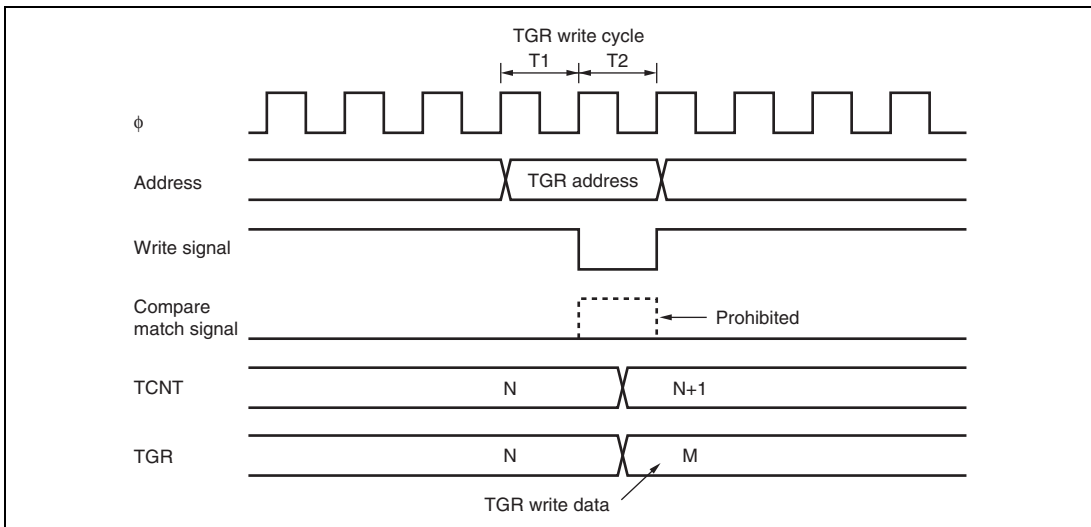 TGR write cycle
T1 T2
ϕ
Address TGR address
Write signal
Compare
match signal
Prohibited
TCNT N N+1
TGR N M
TGR write data